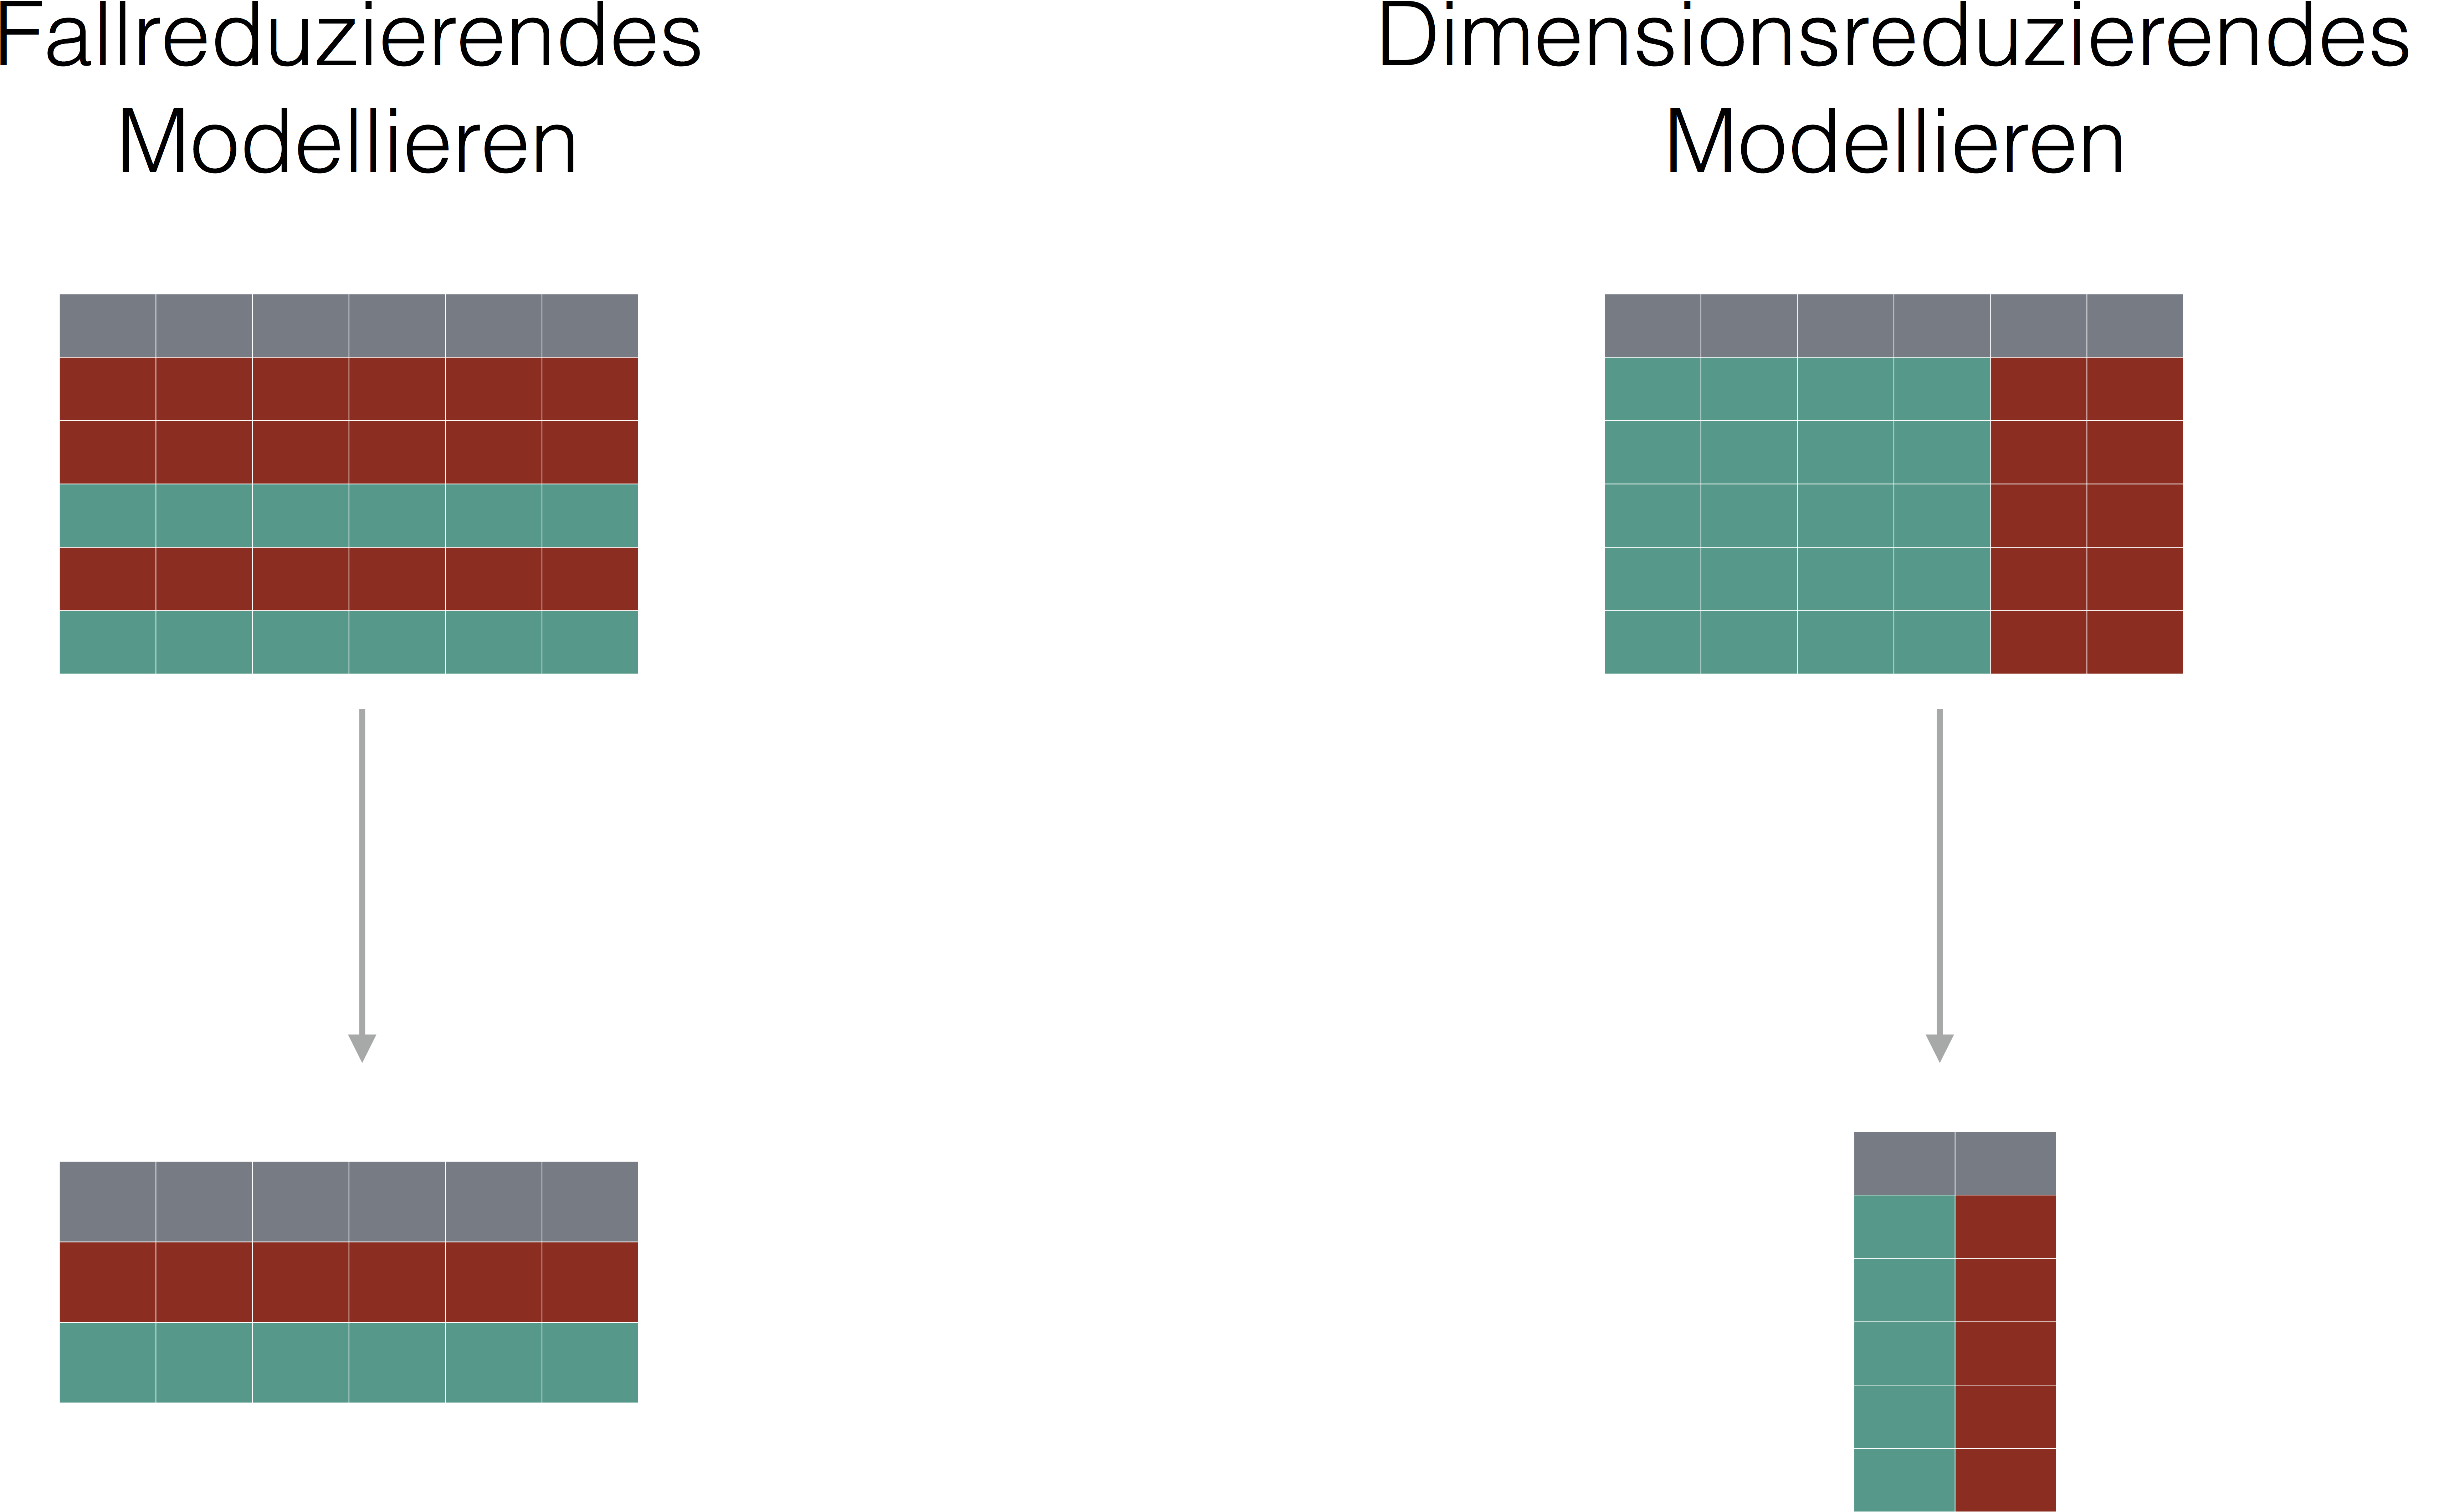 Fallreduzierendes
Modellieren
Dimensionsreduzierendes
Modellieren